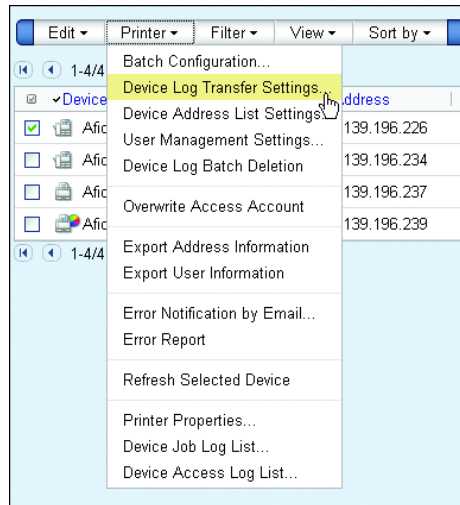 Edit Printer Filter View Sort by
1-4/4
Batch Configuration...
Device Log Transfer Settings...
Device ddress
Device Address List Settings...
Afic 139.196.226
User Management Settings...
Afic 139.196.234
Device Log Batch Deletion
Afic 139.196.237
Overwrite Access Account
Afic 139.196.239
1-4/4
Export Address Information
Export User Information
Error Notification by Email...
Error Report
Refresh Selected Device
Printer Properties...
Device Job Log List...
Device Access Log List...